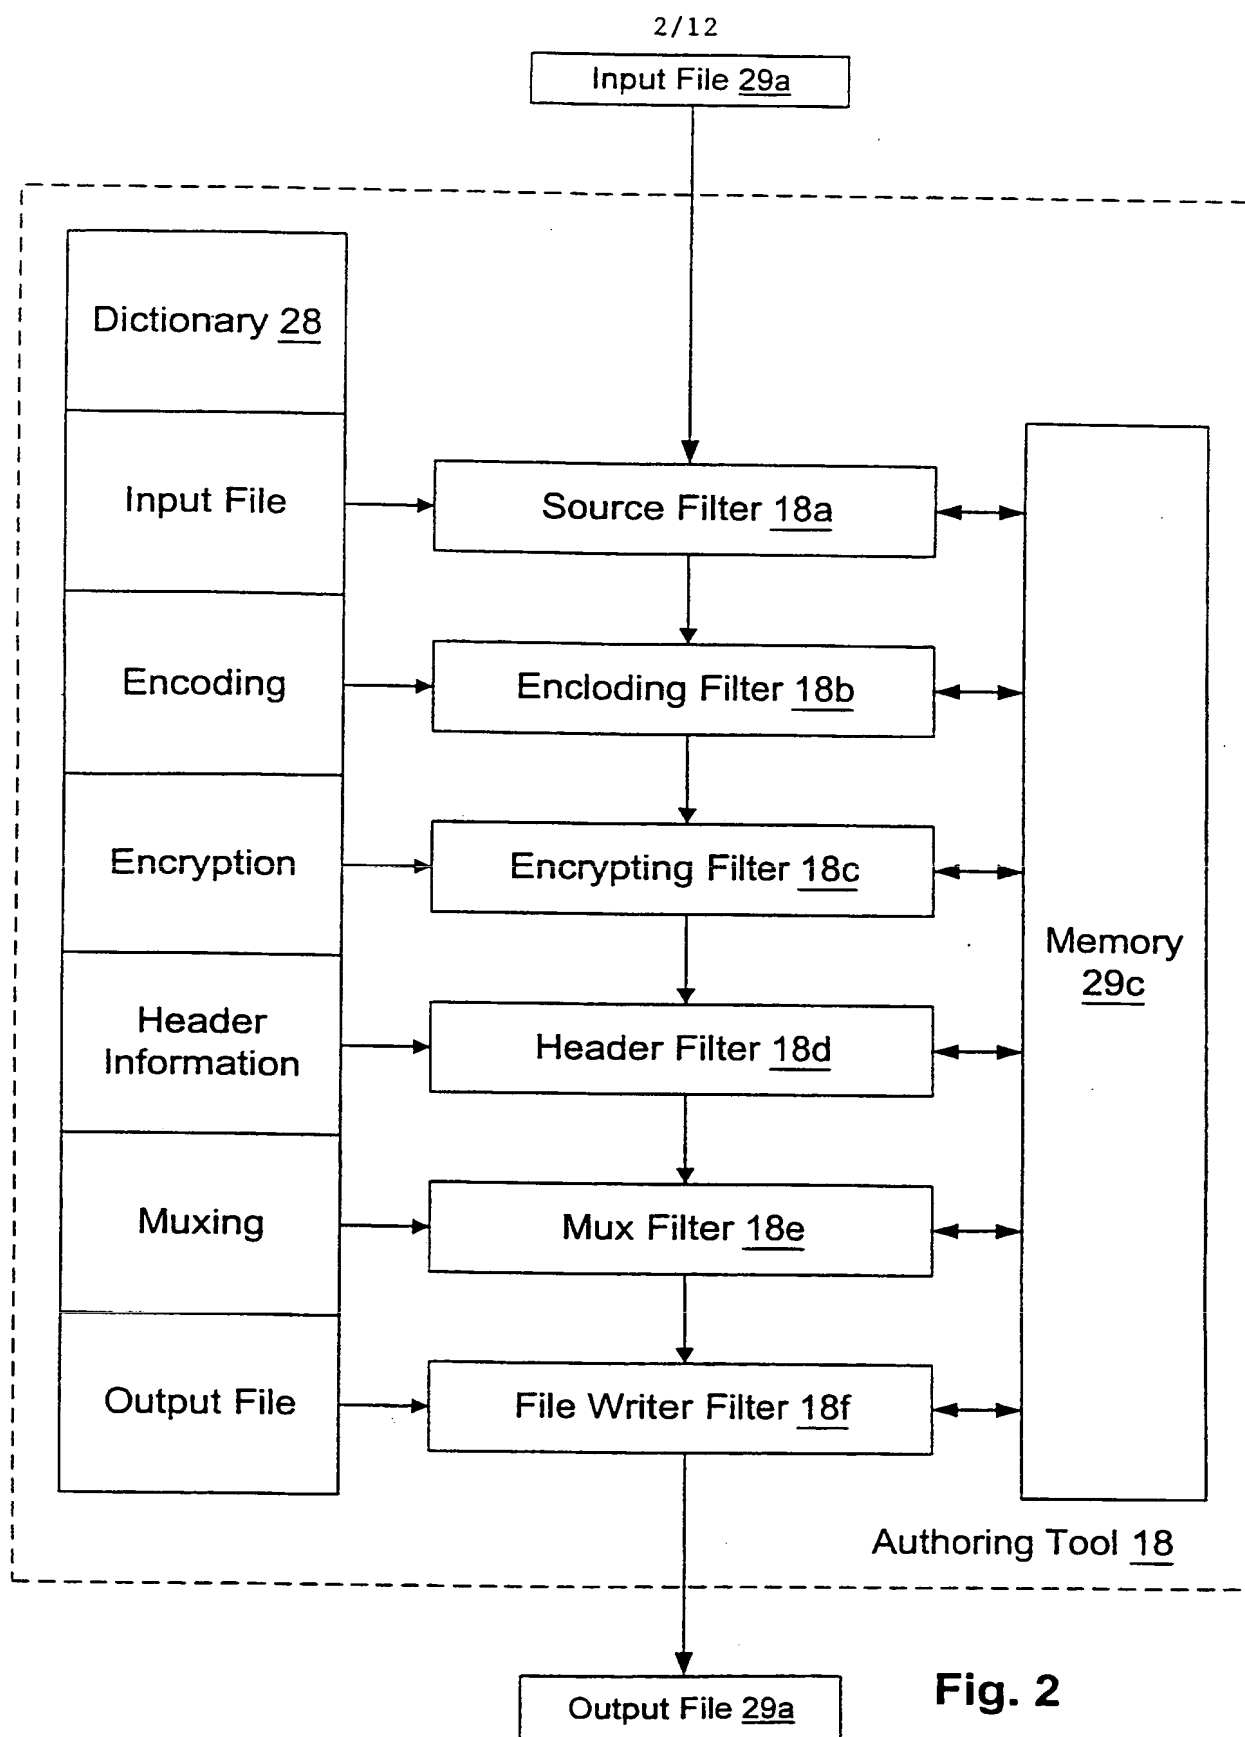 2/12
Input File 29a
Dictionary 28
Input File
Source Filter 18a
Encoding
Encloding Filter 18b
Encryption
Encrypting Filter 18c
Memory
29c
Header
Information
Header Filter 18d
Muxing
Mux Filter 18e
Output File
File Writer Filter 18f
Authoring Tool 18
Output File 29a
Fig. 2